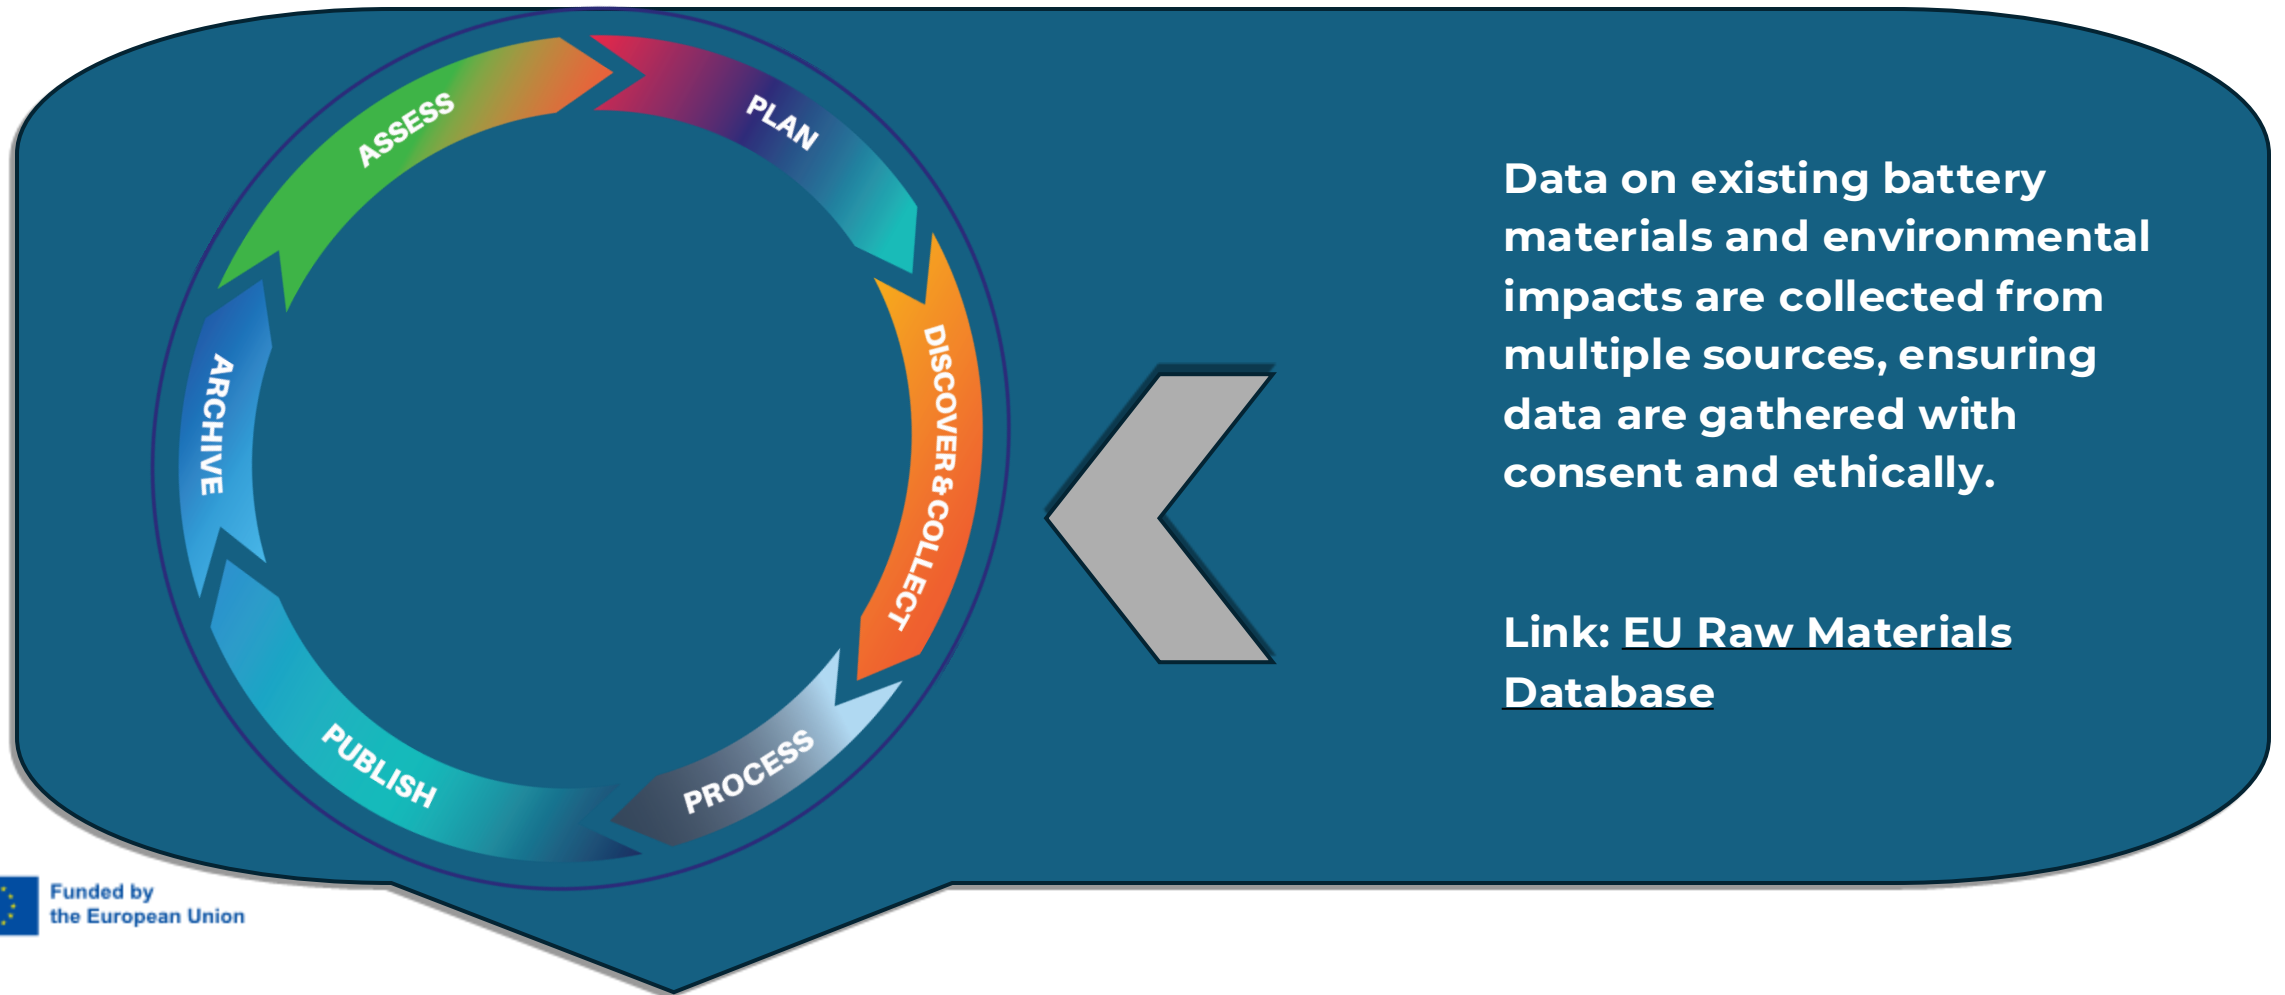 ASSESS
PLAN
DISCOVER & COLLECT
PROCESS
PUBLISH
ARCHIVE
Data on existing battery
materials and environmental
impacts are collected from
multiple sources, ensuring
data are gathered with
consent and ethically.
Link: EU Raw Materials
Database
Funded by
the European Union